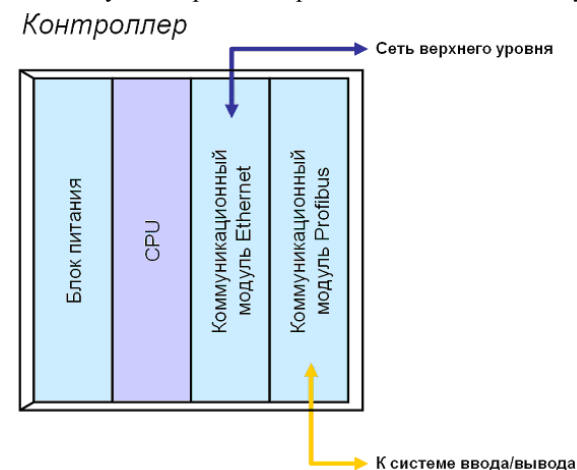 Контроллер
Сеть верхнего уровня
Блок питания
CPU
Коммуникационный
модуль Ethernet
Коммуникационный
модуль Profibus
К системе ввода/вывода